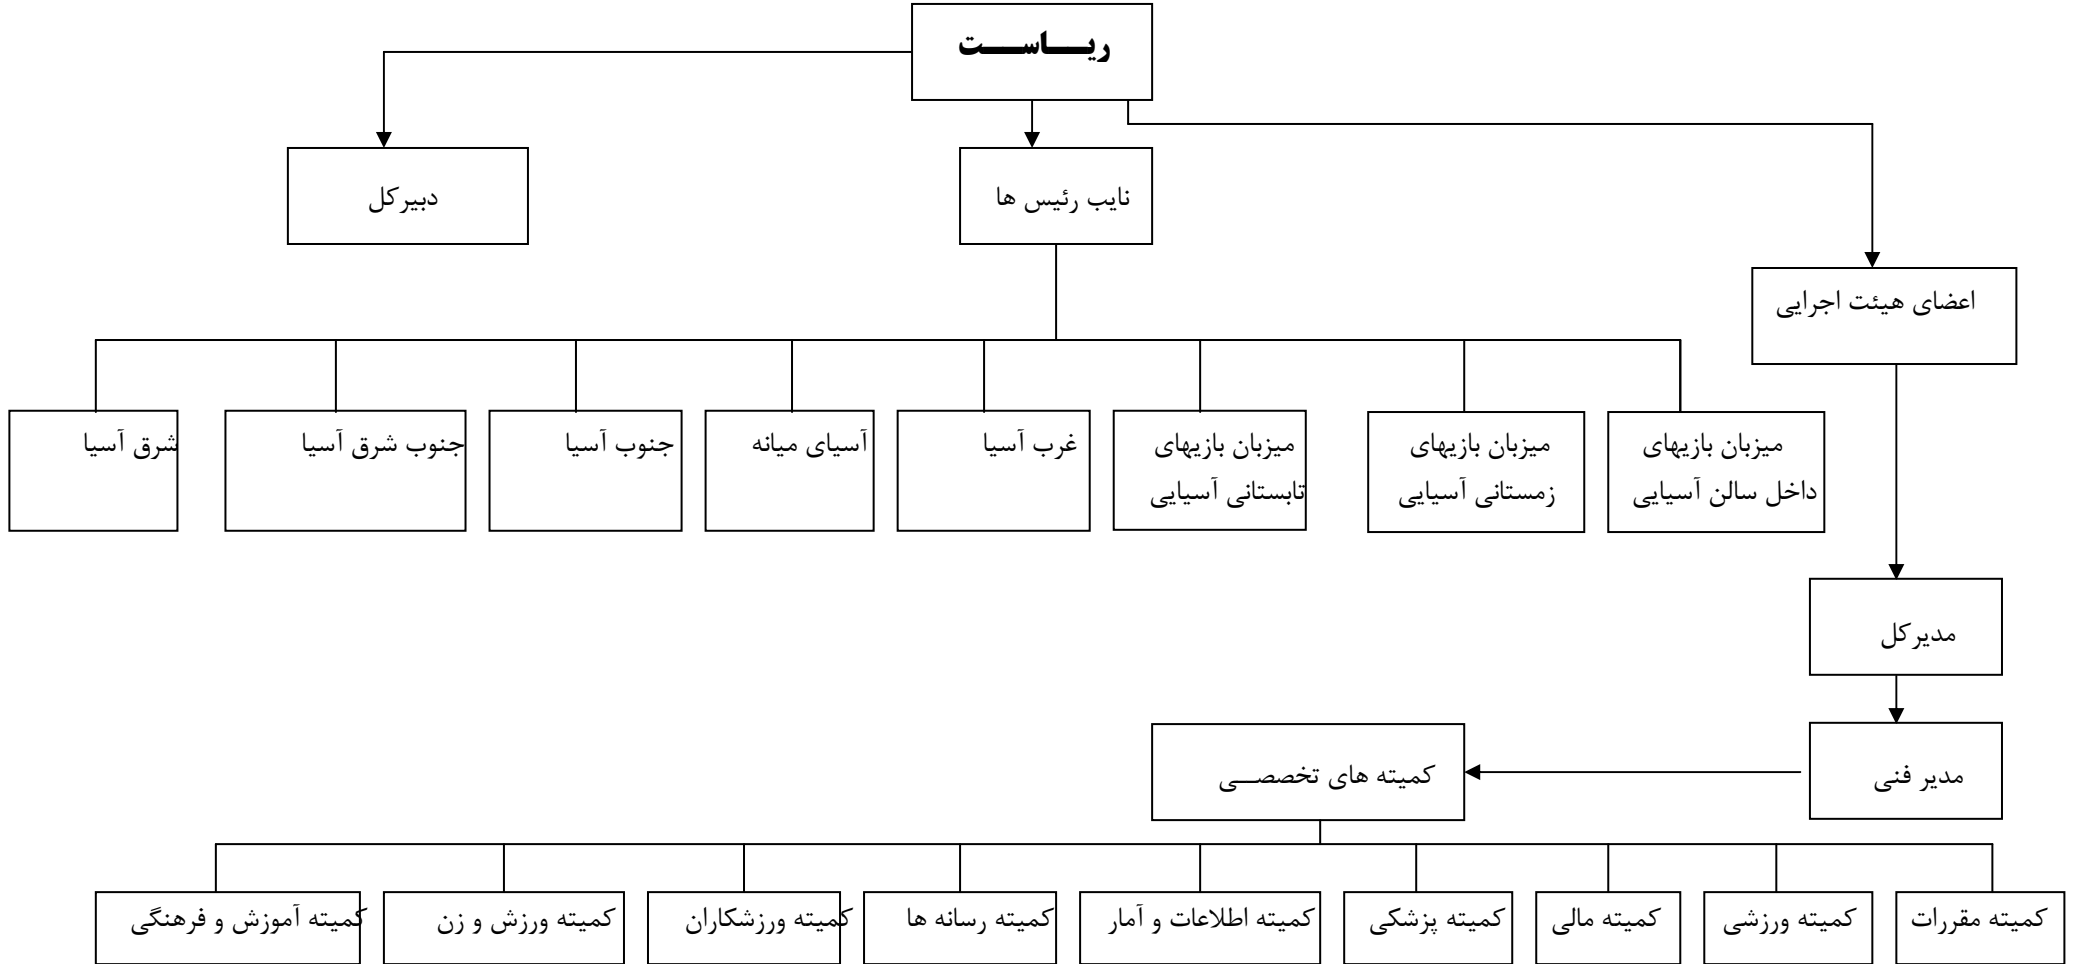 ریـــاســـت
نایب رئیس ها
دبیرکل
اعضای هیئت اجرایی
میزبان بازیهای
داخل سالن آسیایی
میزبان بازیهای
زمستانی آسیایی
میزبان بازیهای
تابستانی آسیایی
غرب آسیا
آسیای میانه
جنوب آسیا
جنوب شرق آسیا
شرق آسیا
مدیرکل
مدیر فنی
کمیته های تخصصــی
کمیته مقررات
کمیته ورزشی
کمیته مالی
کمیته پزشکی
کمیته اطلاعات و آمار
کمیته رسانه ها
کمیته ورزشکاران
کمیته ورزش و زن
کمیته آموزش و فرهنگی